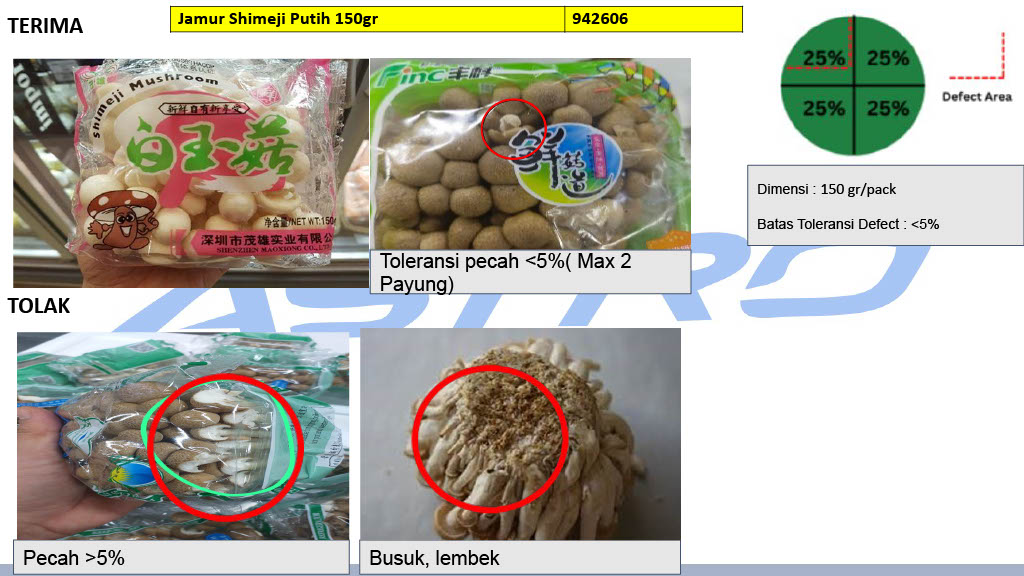 TERIMA
Jamur Shimeji Putih 150gr
942606
25%
25%
25%
25%
Defect Area
Shimeji Mushroom
新鲜自有新享受
白玉菇
净含量/NET WT:150
深圳市茂雄实业有限公
SHENZHEN MAOXIONG CO.,LT
Finc 丰科
鲜菇道
Toleransi pecah <5%( Max 2
Payung)
Dimensi : 150 gr/pack
Batas Toleransi Defect : <5%
ASTRO
TOLAK
Pecah >5%
Busuk, lembek